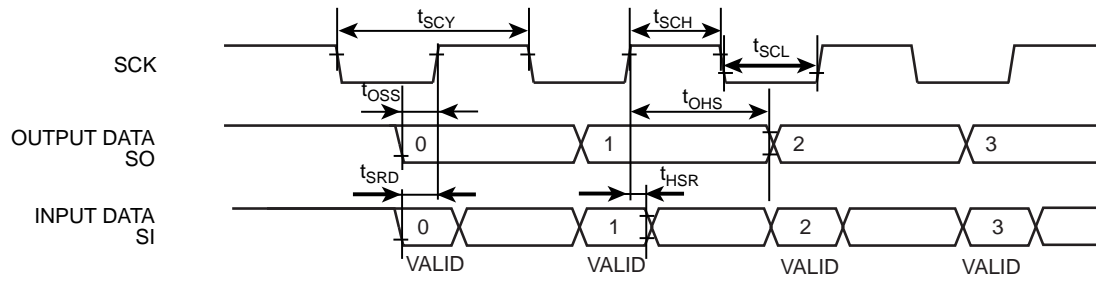 tSCY
tSCH
tSCL
SCK
tOSS
tOHS
OUTPUT DATA
SO
0 1 2 3
tSRD
tHSR
INPUT DATA
SI
0 1 2 3
VALID VALID VALID VALID